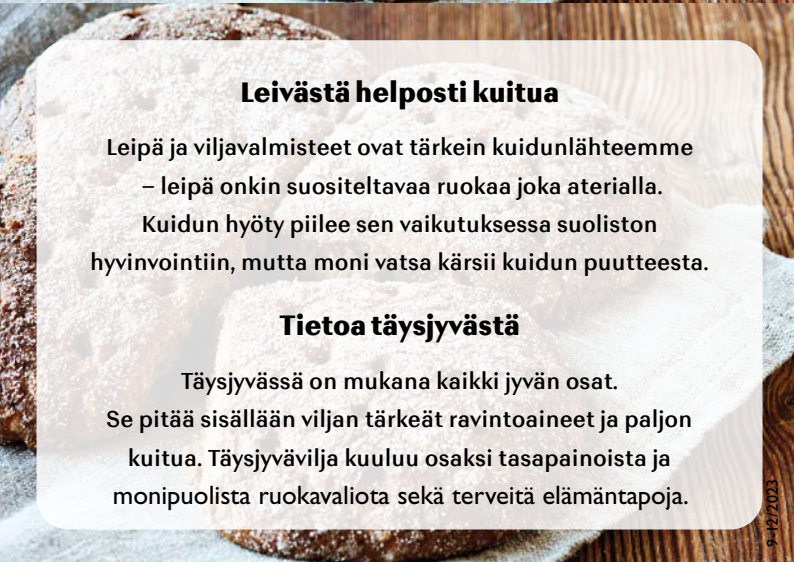 Leivästä helposti kuitua
Leipä ja viljavalmisteet ovat tärkein kuidunlähteemme
– leipä onkin suositeltavaa ruokaa joka aterialla.
Kuidun hyöty piilee sen vaikutuksessa suoliston
hyvinvointiin, mutta moni vatsa kärsii kuidun puutteesta.
Tietoa täysjyvästä
Täysjyvässä on mukana kaikki jyvän osat.
Se pitää sisällään viljan tärkeät ravintoaineet ja paljon
kuitua. Täysjyvävilja kuuluu osaksi tasapainoista ja
monipuolista ruokavaliota sekä terveitä elämäntapoja.
9-12/2023